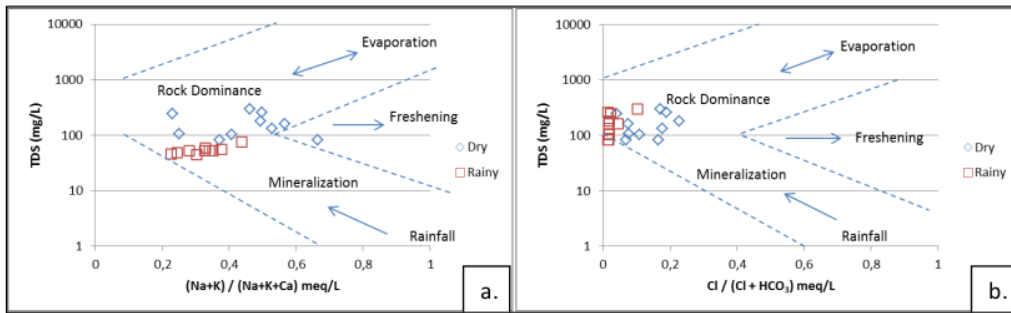 10000
1000
100
10
1
TDS (mg/L)
Evaporation
Rock Dominance
Freshening
Mineralization
Rainfall
Dry
Rainy
0 0,2 0,4 0,6 0,8 1
(Na+K) / (Na+K+Ca) meq/L
a.
10000
1000
100
10
1
TDS (mg/L)
Evaporation
Rock Dominance
Freshening
Mineralization
Rainfall
Dry
Rainy
0 0,2 0,4 0,6 0,8 1
Cl / (Cl + HCO₃) meq/L
b.